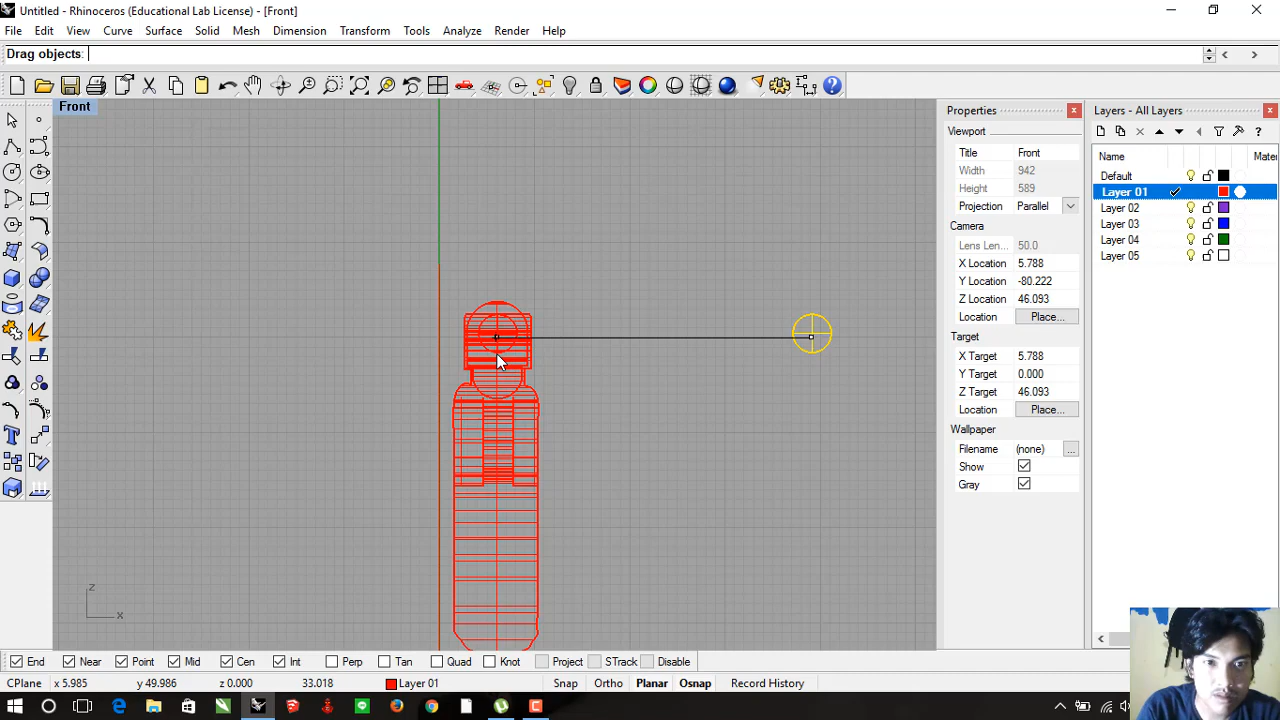 Untitled - Rhinoceros (Educational Lab License) - [Front]
File Edit View Curve Surface Solid Mesh Dimension Transform Tools Analyze Render Help
Drag objects:
Front
Properties
Viewport
Title Front
Width 942
Height 589
Projection Parallel
Camera
Lens Len... 50.0
X Location 5.788
Y Location -80.222
Z Location 46.093
Location Place...
Target
X Target 5.788
Y Target 0.000
Z Target 46.093
Location Place...
Wallpaper
Filename (none) ...
Show
Gray
Layers - All Layers
Name Mater
Default
Layer 01
Layer 02
Layer 03
Layer 04
Layer 05
z
x
End Near Point Mid Cen Int Perp Tan Quad Knot Project STrack Disable
CPlane x 5.985 y 49.986 z 0.000 33.018 Layer 01 Snap Ortho Planar Osnap Record History